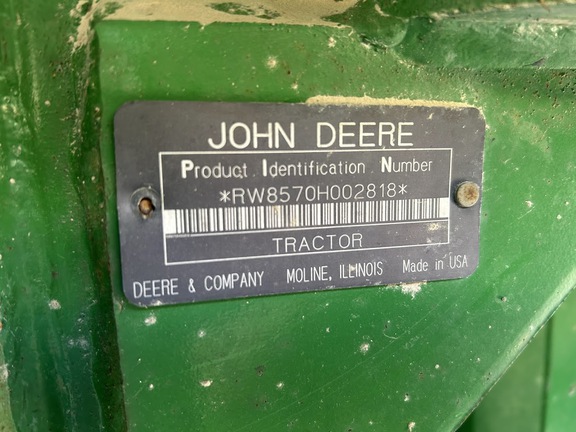 JOHN DEERE
Product Identification Number
*RW8570H002818*
TRACTOR
DEERE & COMPANY MOLINE, ILLINOIS Made in USA